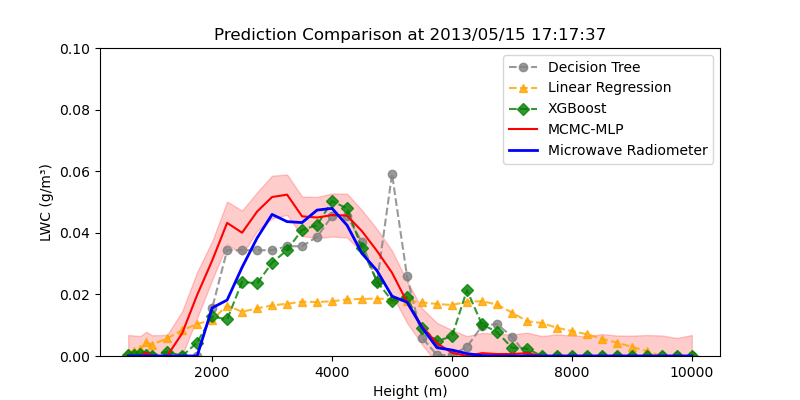 Prediction Comparison at 2013/05/15 17:17:37
0.10
0.08
0.06
0.04
0.02
0.00
LWC (g/m³)
Decision Tree
Linear Regression
XGBoost
MCMC-MLP
Microwave Radiometer
2000 4000 6000 8000 10000
Height (m)